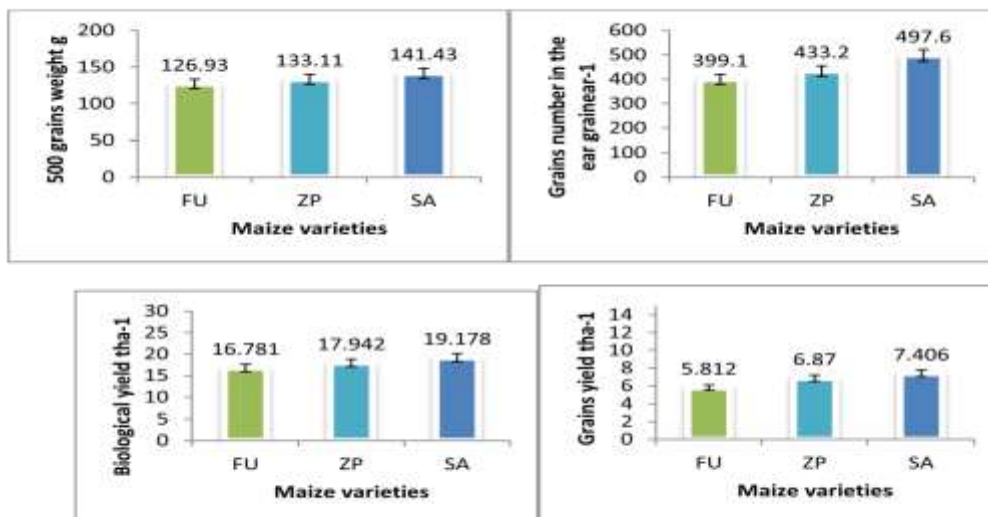 500 grains weight g
200
150
100
50
0
126.93
133.11
141.43
FU
ZP
SA
Maize varieties
Grains number in the
ear grainear-1
600
500
400
300
200
100
0
399.1
433.2
497.6
FU
ZP
SA
Maize varieties
Biological yield tha-1
30
25
20
15
10
5
0
16.781
17.942
19.178
FU
ZP
SA
Maize varieties
Grains yield tha-1
14
12
10
8
6
4
2
0
5.812
6.87
7.406
FU
ZP
SA
Maize varieties